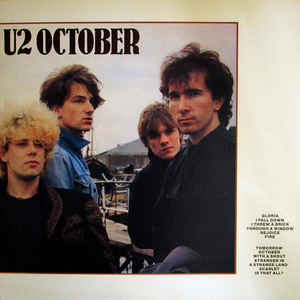 U2 OCTOBER
GLORIA
I FALL DOWN
I THREW A BRICK
THROUGH A WINDOW
REJOICE
FIRE
TOMORROW
OCTOBER
WITH A SHOUT
STRANGER IN
A STRANGE LAND
SCARLET
IS THAT ALL?